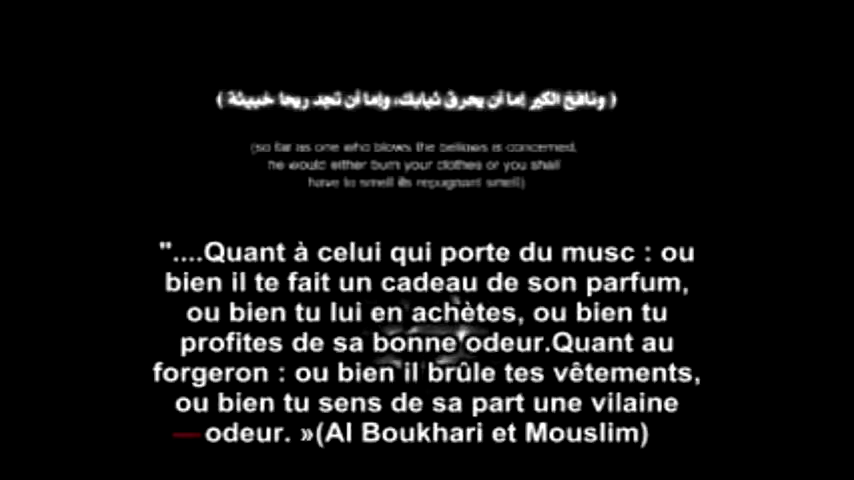 ( ونافخ الكير إما أن يحرق ثيابك، وإما أن تجد ريحا خبيثة )
(so far as one who blows the bellows is concerned,
he would either burn your clothes or you shall
have to smell its repugnant smell)
"....Quant à celui qui porte du musc : ou
bien il te fait un cadeau de son parfum,
ou bien tu lui en achètes, ou bien tu
profites de sa bonne odeur.Quant au
forgeron : ou bien il brûle tes vêtements,
ou bien tu sens de sa part une vilaine
odeur. »(Al Boukhari et Mouslim)